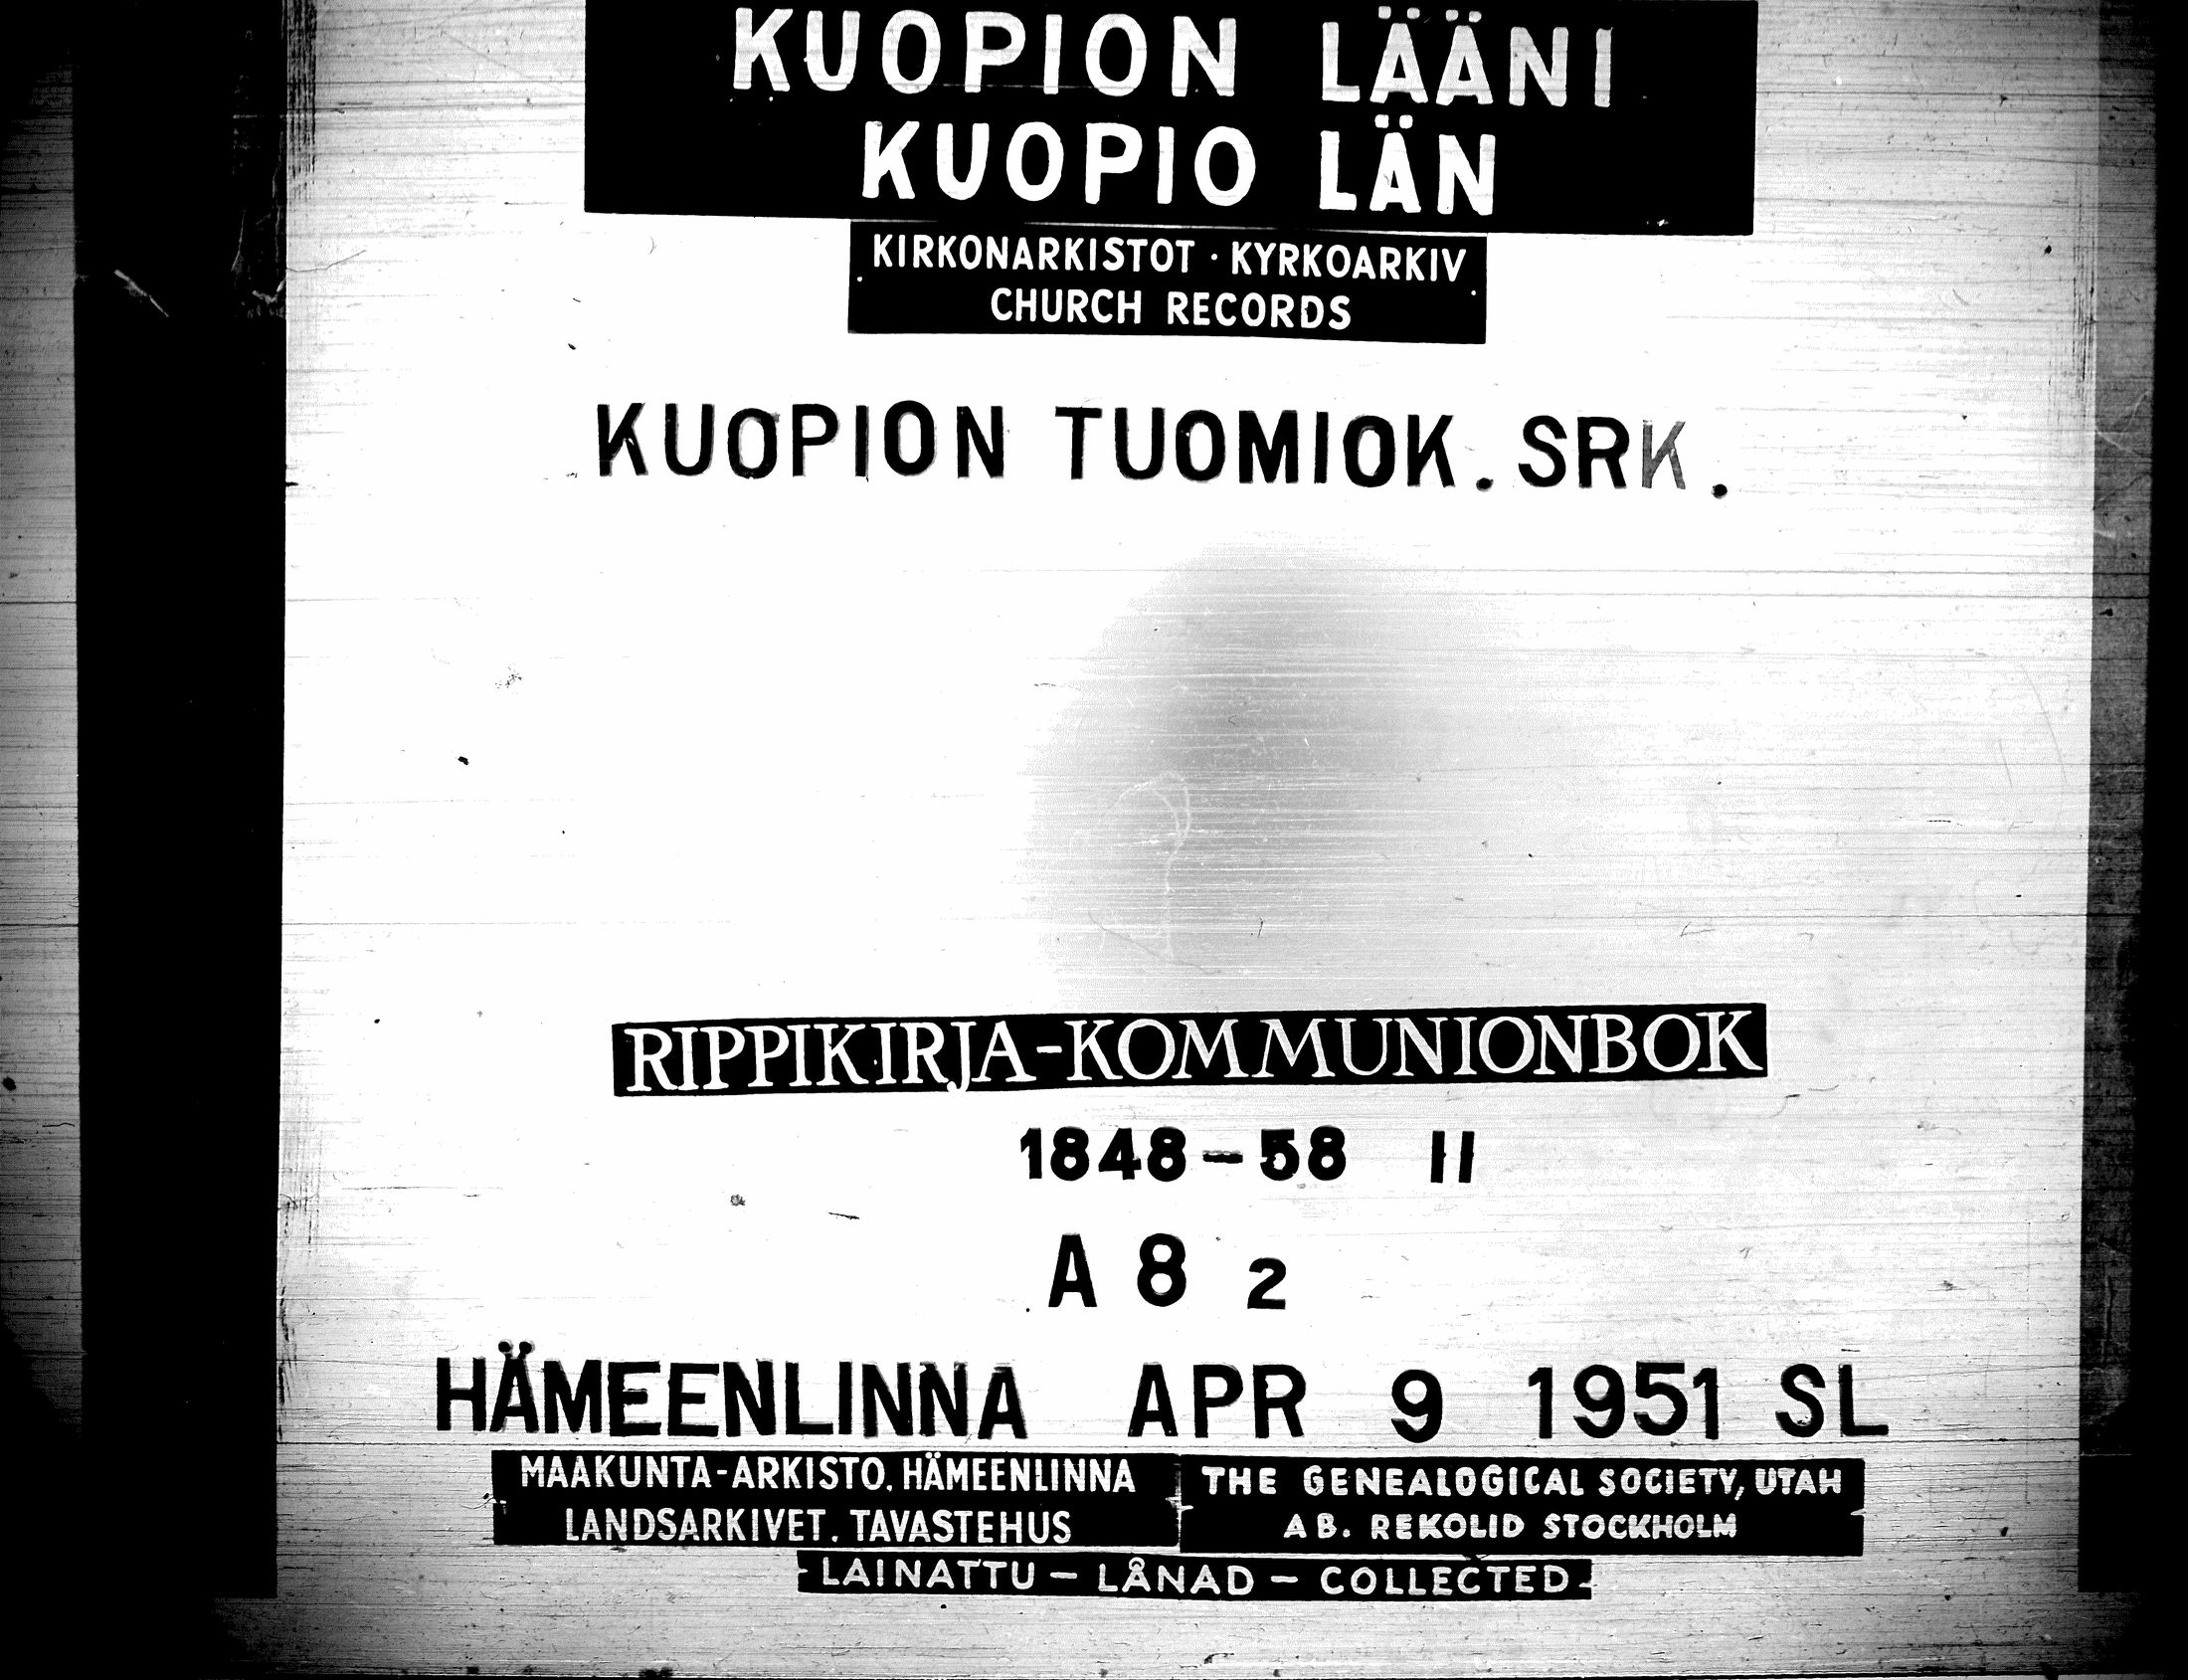 KUOPION LÄÄNI
KUOPIO LÄN
KIRKONARKISTOT · KYRKOARKIV
CHURCH RECORDS
KUOPION TUOMIOK. SRK.
RIPPIKIRJA-KOMMUNIONBOK
1848-58 II
A 8 2
HÄMEENLINNA APR 9 1951 SL
MAAKUNTA-ARKISTO, HÄMEENLINNA
LANDSARKIVET, TAVASTEHUS
THE GENEALOGICAL SOCIETY, UTAH
AB. REKOLID STOCKHOLM
LAINATTU - LÅNAD - COLLECTED